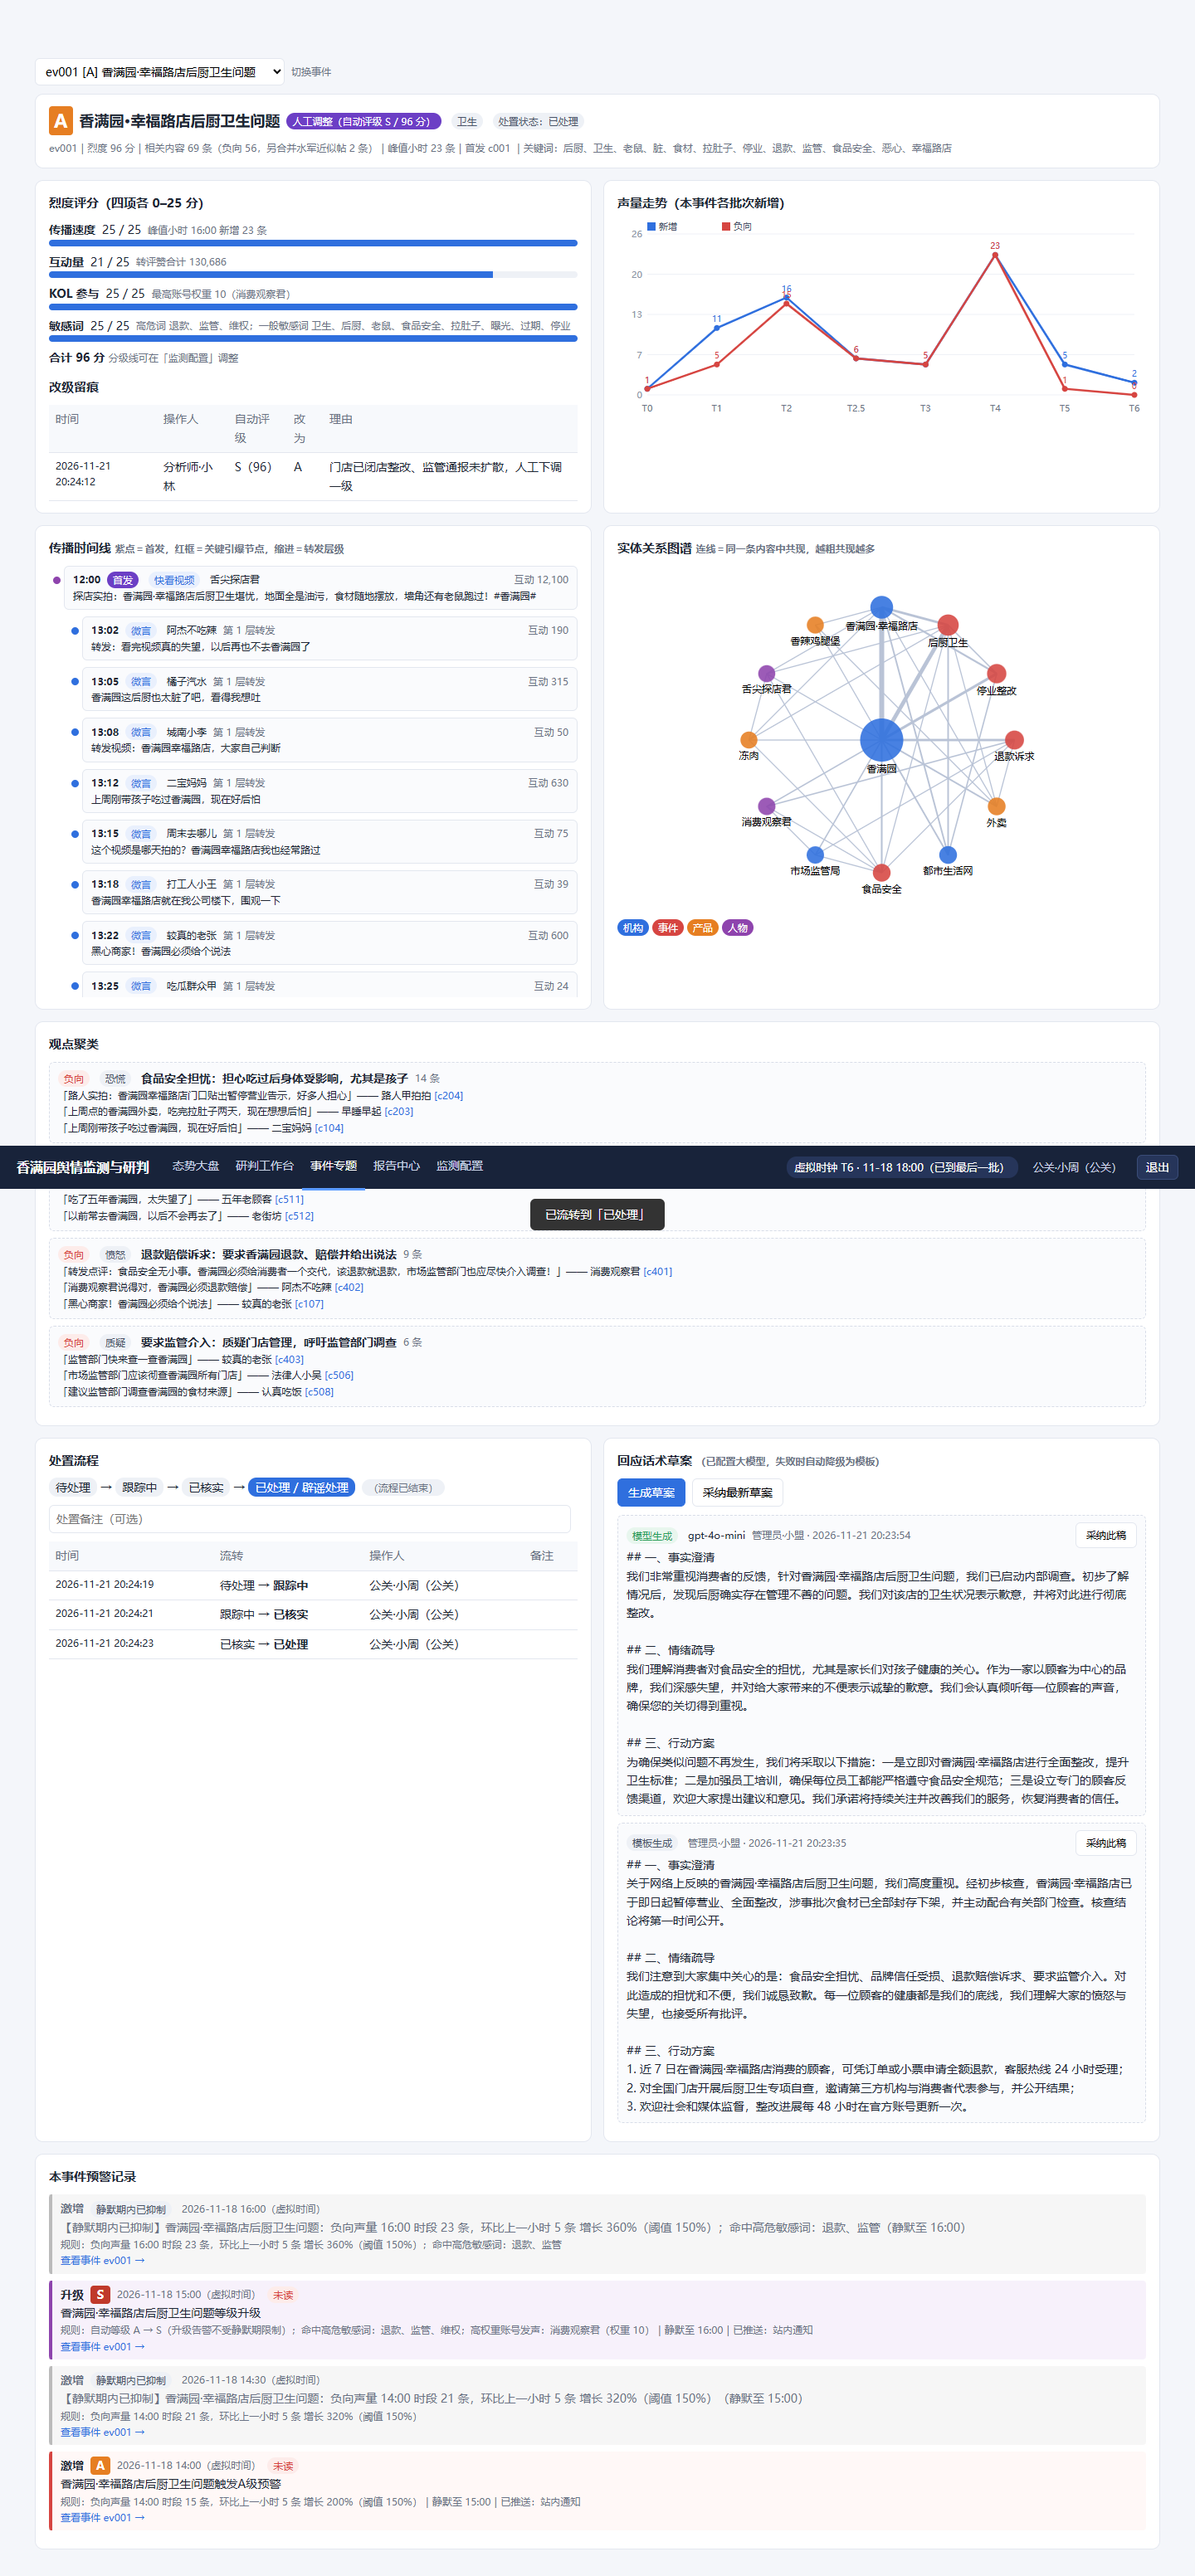 ev001 [A] 香满园·幸福路店后厨卫生问题 切换事件
A 香满园·幸福路店后厨卫生问题 人工调整（自动评级 S / 96 分） 卫生 处置状态：已处理
ev001 | 烈度 96 分 | 相关内容 69 条（负向 56，另合并水军近似帖 2 条） | 峰值小时 23 条 | 首发 c001 | 关键词：后厨、卫生、老鼠、脏、食材、拉肚子、停业、退款、监管、食品安全、恶心、幸福路店
烈度评分（四项各 0–25 分）
传播速度 25 / 25 峰值小时 16:00 新增 23 条
互动量 21 / 25 转评赞合计 130,686
KOL 参与 25 / 25 最高账号权重 10（消费观察君）
敏感词 25 / 25 高危词 退款、监管、维权；一般敏感词 卫生、后厨、老鼠、食品安全、拉肚子、曝光、过期、停业
合计 96 分 分级线可在「监测配置」调整
改级留痕
时间 操作人 自动评级 改为 理由
2026-11-21 20:24:12 分析师·小林 S（96） A 门店已闭店整改、监管通报未扩散，人工下调一级
声量走势（本事件各批次新增）
新增 负向
26
20
13
7
0
1 11 5 16 6 5 23 5 1 2
T0 T1 T2 T2.5 T3 T4 T5 T6
传播时间线 紫点 = 首发，红框 = 关键引爆节点，缩进 = 转发层级
12:00 首发 快看视频 舌尖探店君 互动 12,100
探店实拍：香满园·幸福路店后厨卫生堪忧，地面全是油污，食材随地摆放，墙角还有老鼠跑过！#香满园#
13:02 微言 阿杰不吃辣 第 1 层转发 互动 190
转发：看完视频真的失望，以后再也不去香满园了
13:05 微言 橘子汽水 第 1 层转发 互动 315
香满园这后厨也太脏了吧，看得我想吐
13:08 微言 城南小李 第 1 层转发 互动 50
转发视频：香满园幸福路店，大家自己判断
13:12 微言 二宝妈妈 第 1 层转发 互动 630
上周刚带孩子吃过香满园，现在好后怕
13:15 微言 周末去哪儿 第 1 层转发 互动 75
这个视频是哪天拍的？香满园幸福路店我也经常路过
13:18 微言 打工人小王 第 1 层转发 互动 39
香满园幸福路店就在我公司楼下，围观一下
13:22 微言 较真的老张 第 1 层转发 互动 600
黑心商家！香满园必须给个说法
13:25 微言 吃瓜群众甲 第 1 层转发 互动 24
实体关系图谱 连线 = 同一条内容中共现，越粗共现越多
香满园·幸福路店
香辣鸡腿堡 后厨卫生
舌尖探店君 停业整改
冻肉 香满园 退款诉求
消费观察君 外卖
市场监管局 都市生活网
食品安全
机构 事件 产品 人物
观点聚类
负向 恐慌 食品安全担忧：担心吃过后身体受影响，尤其是孩子 14 条
「路人实拍：香满园幸福路店门口贴出暂停营业告示，好多人担心」—— 路人甲拍拍 [c204]
「上周点的香满园外卖，吃完拉肚子两天，现在想想后怕」—— 早睡早起 [c203]
「上周刚带孩子吃过香满园，现在好后怕」—— 二宝妈妈 [c104]
香满园舆情监测与研判 态势大盘 研判工作台 事件专题 报告中心 监测配置 虚拟时钟 T6 · 11-18 18:00（已到最后一批） 公关·小周（公关） 退出
「吃了五年香满园，太失望了」—— 五年老顾客 [c511]
「以前常去香满园，以后不会再去了」—— 老街坊 [c512]
已流转到「已处理」
负向 愤怒 退款赔偿诉求：要求香满园退款、赔偿并给出说法 9 条
「转发点评：食品安全无小事。香满园必须给消费者一个交代，该退款就退款，市场监管部门也应尽快介入调查！」—— 消费观察君 [c401]
「消费观察君说得对，香满园必须退款赔偿」—— 阿杰不吃辣 [c402]
「黑心商家！香满园必须给个说法」—— 较真的老张 [c107]
负向 质疑 要求监管介入：质疑门店管理，呼吁监管部门调查 6 条
「监管部门快来查一查香满园」—— 较真的老张 [c403]
「市场监管部门应该彻查香满园所有门店」—— 法律人小吴 [c506]
「建议监管部门调查香满园的食材来源」—— 认真吃饭 [c508]
处置流程
待处理 → 跟踪中 → 已核实 → 已处理 / 辟谣处理 （流程已结束）
处置备注（可选）
时间 流转 操作人 备注
2026-11-21 20:24:19 待处理 → 跟踪中 公关·小周（公关）
2026-11-21 20:24:21 跟踪中 → 已核实 公关·小周（公关）
2026-11-21 20:24:23 已核实 → 已处理 公关·小周（公关）
回应话术草案 （已配置大模型，失败时自动降级为模板）
生成草案 采纳最新草案
模型生成 gpt-4o-mini 管理员·小盟 · 2026-11-21 20:23:54 采纳此稿
## 一、事实澄清
我们非常重视消费者的反馈，针对香满园·幸福路店后厨卫生问题，我们已启动内部调查。初步了解
情况后，发现后厨确实存在管理不善的问题。我们对该店的卫生状况表示歉意，并将对此进行彻底
整改。
## 二、情绪疏导
我们理解消费者对食品安全的担忧，尤其是家长们对孩子健康的关心。作为一家以顾客为中心的品
牌，我们深感失望，并对给大家带来的不便表示诚挚的歉意。我们会认真倾听每一位顾客的声音，
确保您的关切得到重视。
## 三、行动方案
为确保类似问题不再发生，我们将采取以下措施：一是立即对香满园·幸福路店进行全面整改，提升
卫生标准；二是加强员工培训，确保每位员工都能严格遵守食品安全规范；三是设立专门的顾客反
馈渠道，欢迎大家提出建议和意见。我们承诺将持续关注并改善我们的服务，恢复消费者的信任。
模板生成 管理员·小盟 · 2026-11-21 20:23:35 采纳此稿
## 一、事实澄清
关于网络上反映的香满园·幸福路店后厨卫生问题，我们高度重视。经初步核查，香满园·幸福路店已
于即日起暂停营业、全面整改，涉事批次食材已全部封存下架，并主动配合有关部门检查。核查结
论将第一时间公开。
## 二、情绪疏导
我们注意到大家集中关心的是：食品安全担忧、品牌信任受损、退款赔偿诉求、要求监管介入。对
此造成的担忧和不便，我们诚恳致歉。每一位顾客的健康都是我们的底线，我们理解大家的愤怒与
失望，也接受所有批评。
## 三、行动方案
1. 近 7 日在香满园·幸福路店消费的顾客，可凭订单或小票申请全额退款，客服热线 24 小时受理；
2. 对全国门店开展后厨卫生专项自查，邀请第三方机构与消费者代表参与，并公开结果；
3. 欢迎社会和媒体监督，整改进展每 48 小时在官方账号更新一次。
本事件预警记录
激增 静默期内已抑制 2026-11-18 16:00（虚拟时间）
【静默期内已抑制】香满园·幸福路店后厨卫生问题：负向声量 16:00 时段 23 条，环比上一小时 5 条 增长 360%（阈值 150%）；命中高危敏感词：退款、监管（静默至 16:00）
规则：负向声量 16:00 时段 23 条，环比上一小时 5 条 增长 360%（阈值 150%）；命中高危敏感词：退款、监管
查看事件 ev001 →
升级 S 2026-11-18 15:00（虚拟时间） 未读
香满园·幸福路店后厨卫生问题等级升级
规则：自动等级 A → S（升级告警不受静默期限制）；命中高危敏感词：退款、监管、维权；高权重账号发声：消费观察君（权重 10） | 静默至 16:00 | 已推送：站内通知
查看事件 ev001 →
激增 静默期内已抑制 2026-11-18 14:30（虚拟时间）
【静默期内已抑制】香满园·幸福路店后厨卫生问题：负向声量 14:00 时段 21 条，环比上一小时 5 条 增长 320%（阈值 150%）（静默至 15:00）
规则：负向声量 14:00 时段 21 条，环比上一小时 5 条 增长 320%（阈值 150%）
查看事件 ev001 →
激增 A 2026-11-18 14:00（虚拟时间） 未读
香满园·幸福路店后厨卫生问题触发A级预警
规则：负向声量 14:00 时段 15 条，环比上一小时 5 条 增长 200%（阈值 150%） | 静默至 15:00 | 已推送：站内通知
查看事件 ev001 →